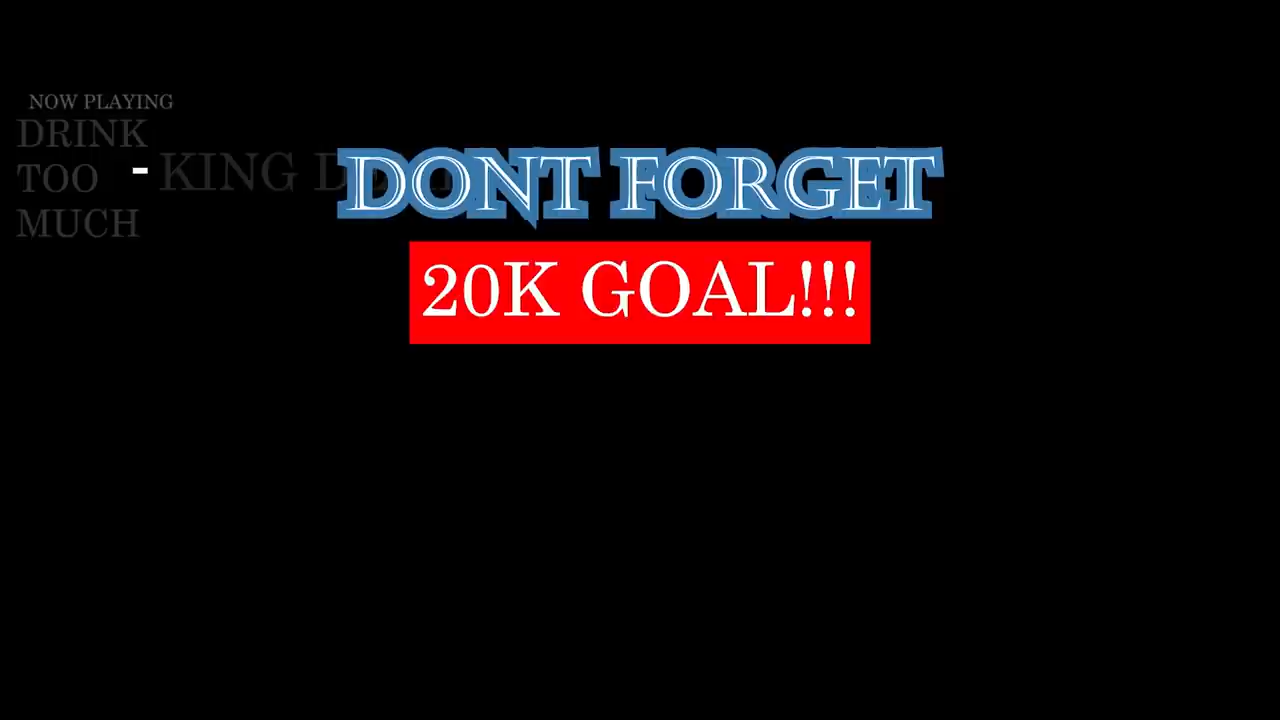 NOW PLAYING
DRINK
TOO
MUCH
- KING
DONT FORGET
20K GOAL!!!